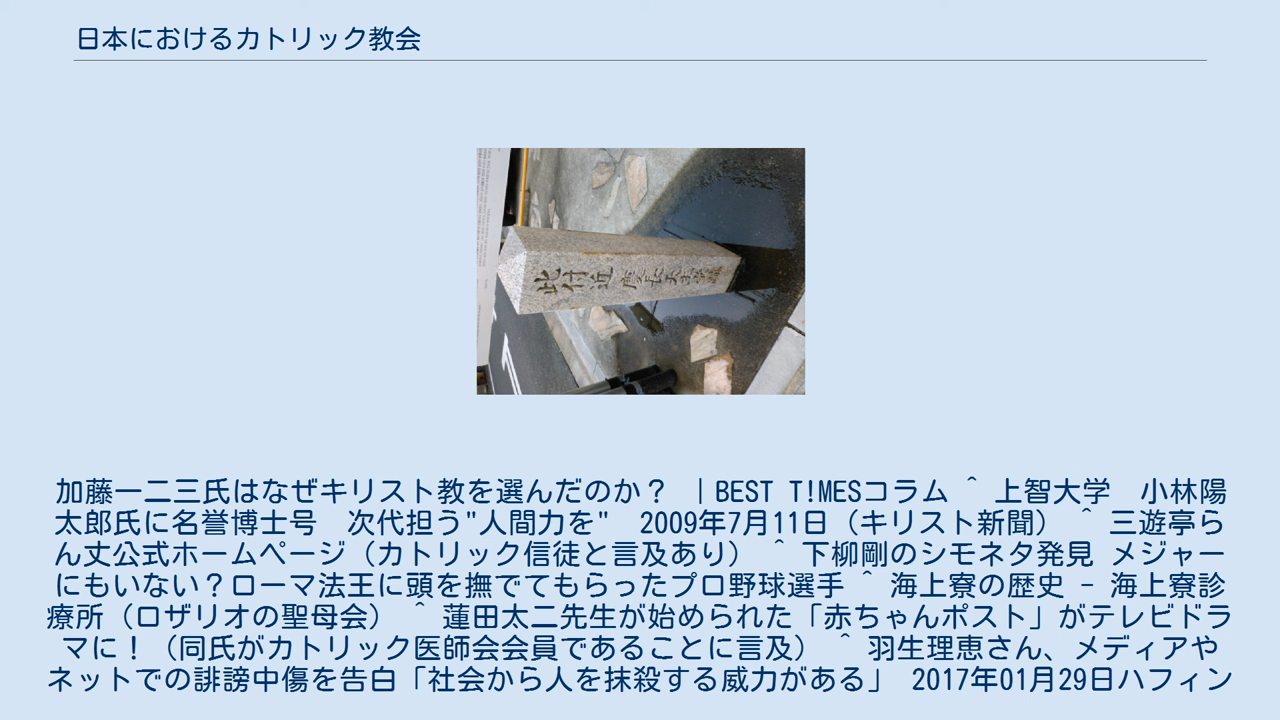 日本におけるカトリック教会
此付近 慶長天主堂跡
加藤一二三氏はなぜキリスト教を選んだのか？ ｜BEST T!MESコラム ＾ 上智大学　小林陽
太郎氏に名誉博士号　次代担う"人間力を"　2009年7月11日（キリスト新聞） ＾ 三遊亭ら
ん丈公式ホームページ（カトリック信徒と言及あり） ＾ 下柳剛のシモネタ発見 メジャー
にもいない？ローマ法王に頭を撫でてもらったプロ野球選手 ＾ 海上寮の歴史 - 海上寮診
療所（ロザリオの聖母会） ＾ 蓮田太二先生が始められた「赤ちゃんポスト」がテレビドラ
マに！（同氏がカトリック医師会会員であることに言及） ＾ 羽生理恵さん、メディアや
ネットでの誹謗中傷を告白「社会から人を抹殺する威力がある」 2017年01月29日ハフィン